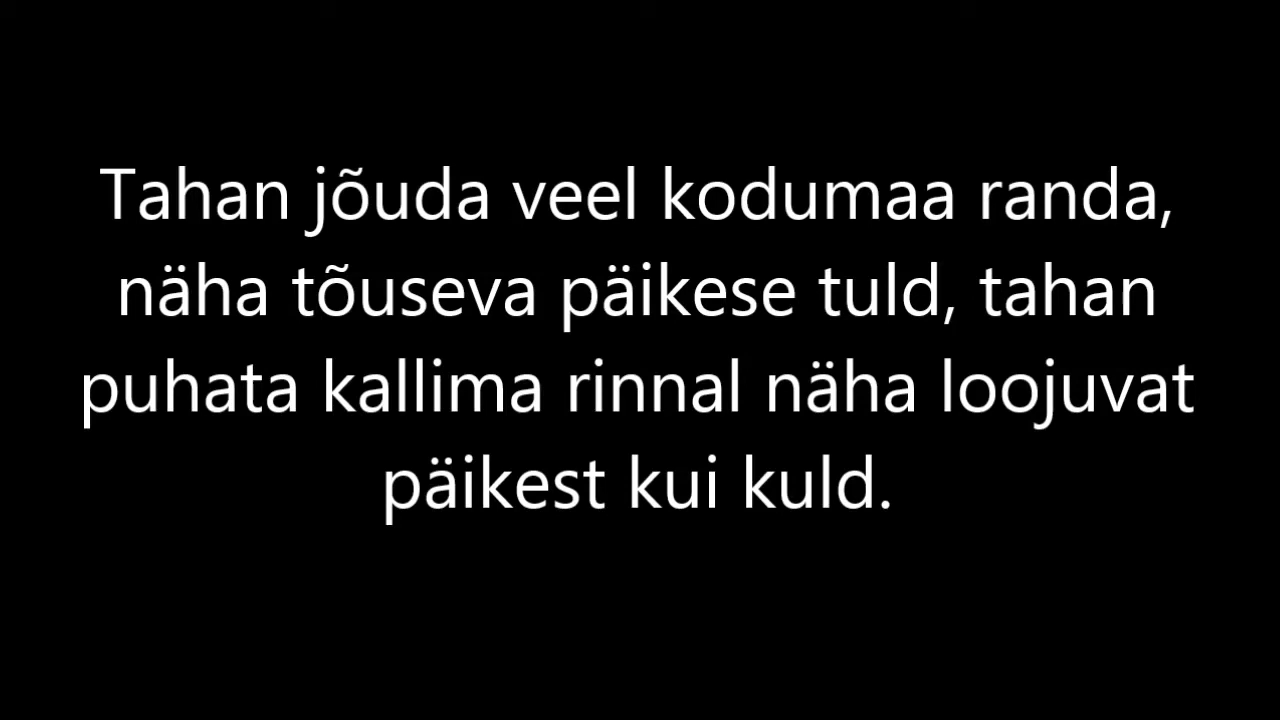 Tahan jõuda veel kodumaa randa,
näha tõuseva päikese tuld, tahan
puhata kallima rinnal näha loojuvat
päikest kui kuld.